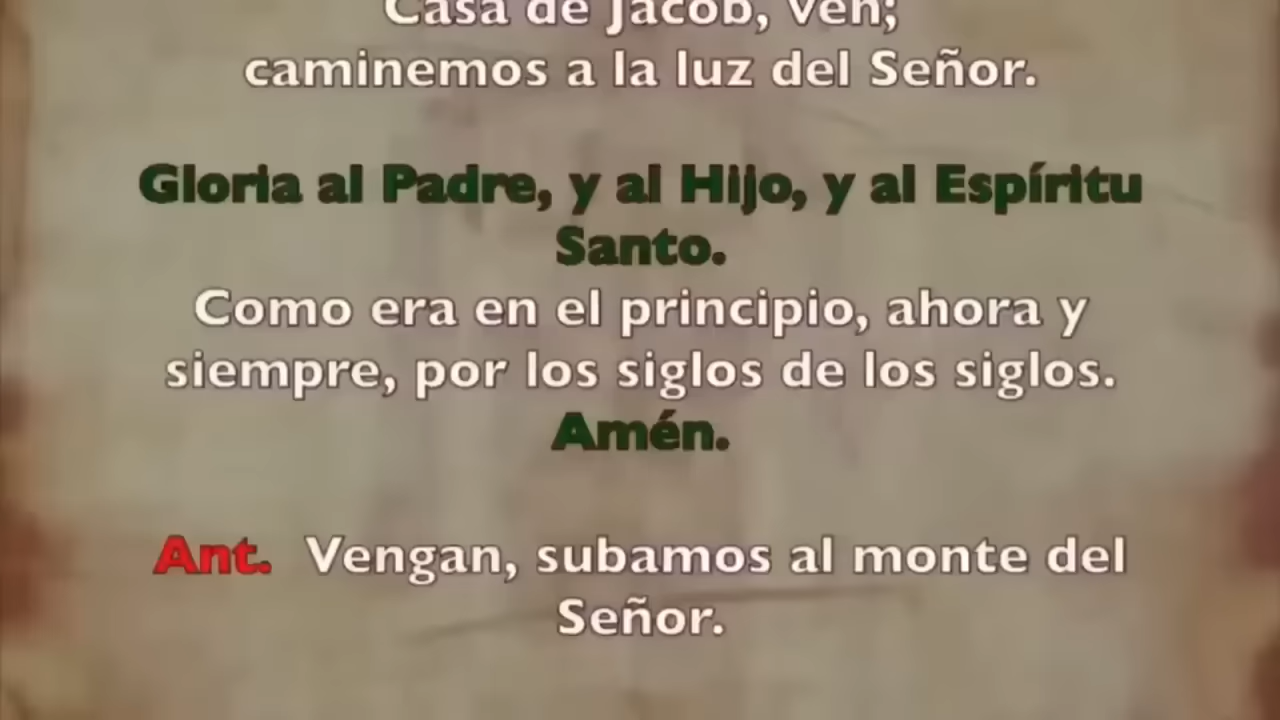 Casa de Jacob, ven;
caminemos a la luz del Señor.
Gloria al Padre, y al Hijo, y al Espíritu
Santo.
Como era en el principio, ahora y
siempre, por los siglos de los siglos.
Amén.
Ant. Vengan, subamos al monte del
Señor.